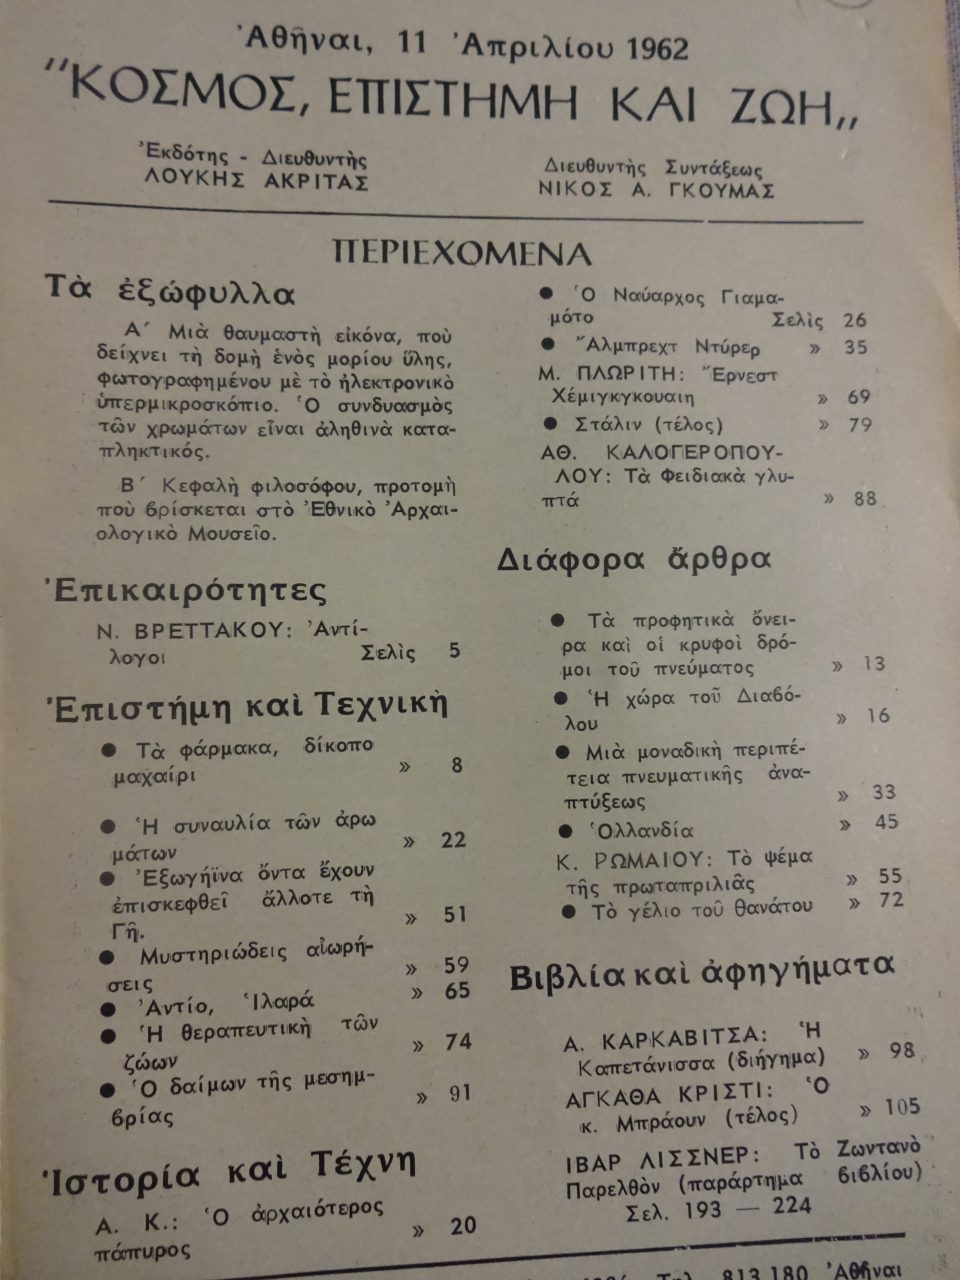 Ἀθῆναι, 11 Ἀπριλίου 1962
"ΚΟΣΜΟΣ, ΕΠΙΣΤΗΜΗ ΚΑΙ ΖΩΗ„
Ἐκδότης - Διευθυντὴς
ΛΟΥΚΗΣ ΑΚΡΙΤΑΣ
Διευθυντὴς Συντάξεως
ΝΙΚΟΣ Α. ΓΚΟΥΜΑΣ
ΠΕΡΙΕΧΟΜΕΝΑ
Τὰ ἐξώφυλλα
Α΄ Μιὰ θαυμαστὴ εἰκόνα, ποὺ
δείχνει τὴ δομὴ ἑνὸς μορίου ὕλης,
φωτογραφημένου μὲ τὸ ἠλεκτρονικὸ
ὑπερμικροσκόπιο. Ὁ συνδυασμὸς
τῶν χρωμάτων εἶναι ἀληθινὰ κατα-
πληκτικός.
Β΄ Κεφαλὴ φιλοσόφου, προτομὴ
ποὺ βρίσκεται στὸ Ἐθνικὸ Ἀρχαι-
ολογικὸ Μουσεῖο.
Ἐπικαιρότητες
Ν. ΒΡΕΤΤΑΚΟΥ: Ἀντί-
λογοι Σελὶς 5
Ἐπιστήμη καὶ Τεχνικὴ
● Τὰ φάρμακα, δίκοπο
μαχαίρι » 8
● Ἡ συναυλία τῶν ἀρω
μάτων » 22
● Ἐξωγήϊνα ὄντα ἔχουν
ἐπισκεφθεῖ ἄλλοτε τὴ
Γῆ. » 51
● Μυστηριώδεις αἰωρή-
σεις » 59
● Ἀντίο, Ἱλαρά » 65
● Ἡ θεραπευτικὴ τῶν
ζώων » 74
● Ὁ δαίμων τῆς μεσημ-
βρίας » 91
Ἱστορία καὶ Τέχνη
Α. Κ.: Ὁ ἀρχαιότερος
πάπυρος » 20
● Ὁ Ναύαρχος Γιαμα-
μότο Σελὶς 26
● Ἄλμπρεχτ Ντύρερ » 35
Μ. ΠΛΩΡΙΤΗ: Ἔρνεστ
Χέμιγκγκουαιη » 69
● Στάλιν (τέλος) » 79
ΑΘ. ΚΑΛΟΓΕΡΟΠΟΥ-
ΛΟΥ: Τὰ Φειδιακὰ γλυ-
πτά » 88
Διάφορα ἄρθρα
● Τὰ προφητικὰ ὄνει-
ρα καὶ οἱ κρυφοὶ δρό-
μοι τοῦ πνεύματος » 13
● Ἡ χώρα τοῦ Διαβό-
λου » 16
● Μιὰ μοναδικὴ περιπέ-
τεια πνευματικῆς ἀνα-
πτύξεως » 33
● Ὁλλανδία » 45
Κ. ΡΩΜΑΙΟΥ: Τὸ ψέμα
τῆς πρωταπριλιᾶς » 55
● Τὸ γέλιο τοῦ θανάτου » 72
Βιβλία καὶ ἀφηγήματα
Α. ΚΑΡΚΑΒΙΤΣΑ: Ἡ
Καπετάνισσα (διήγημα) » 98
ΑΓΚΑΘΑ ΚΡΙΣΤΙ: Ὁ
κ. Μπράουν (τέλος) » 105
ΙΒΑΡ ΛΙΣΣΝΕΡ: Τὸ Ζωντανὸ
Παρελθὸν (παράρτημα βιβλίου)
Σελ. 193 — 224
Τηλ. 813.180 Ἀθῆναι